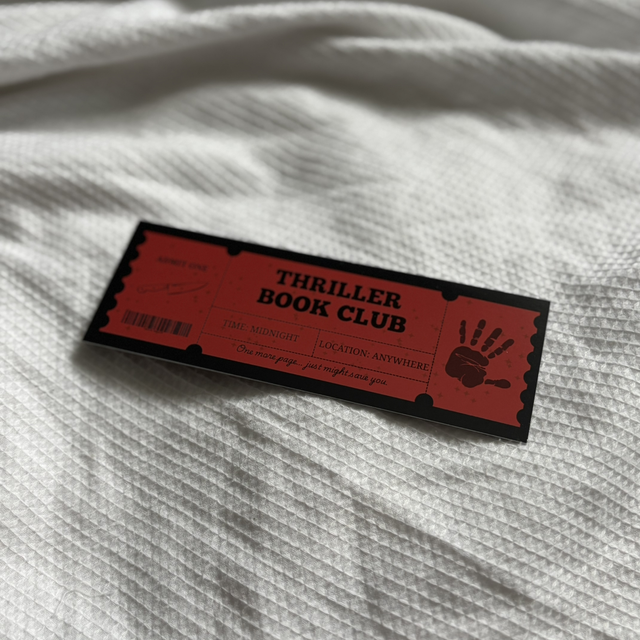 ADMIT ONE
THRILLER
BOOK CLUB
TIME: MIDNIGHT
LOCATION: ANYWHERE
"One more page... just might save you.